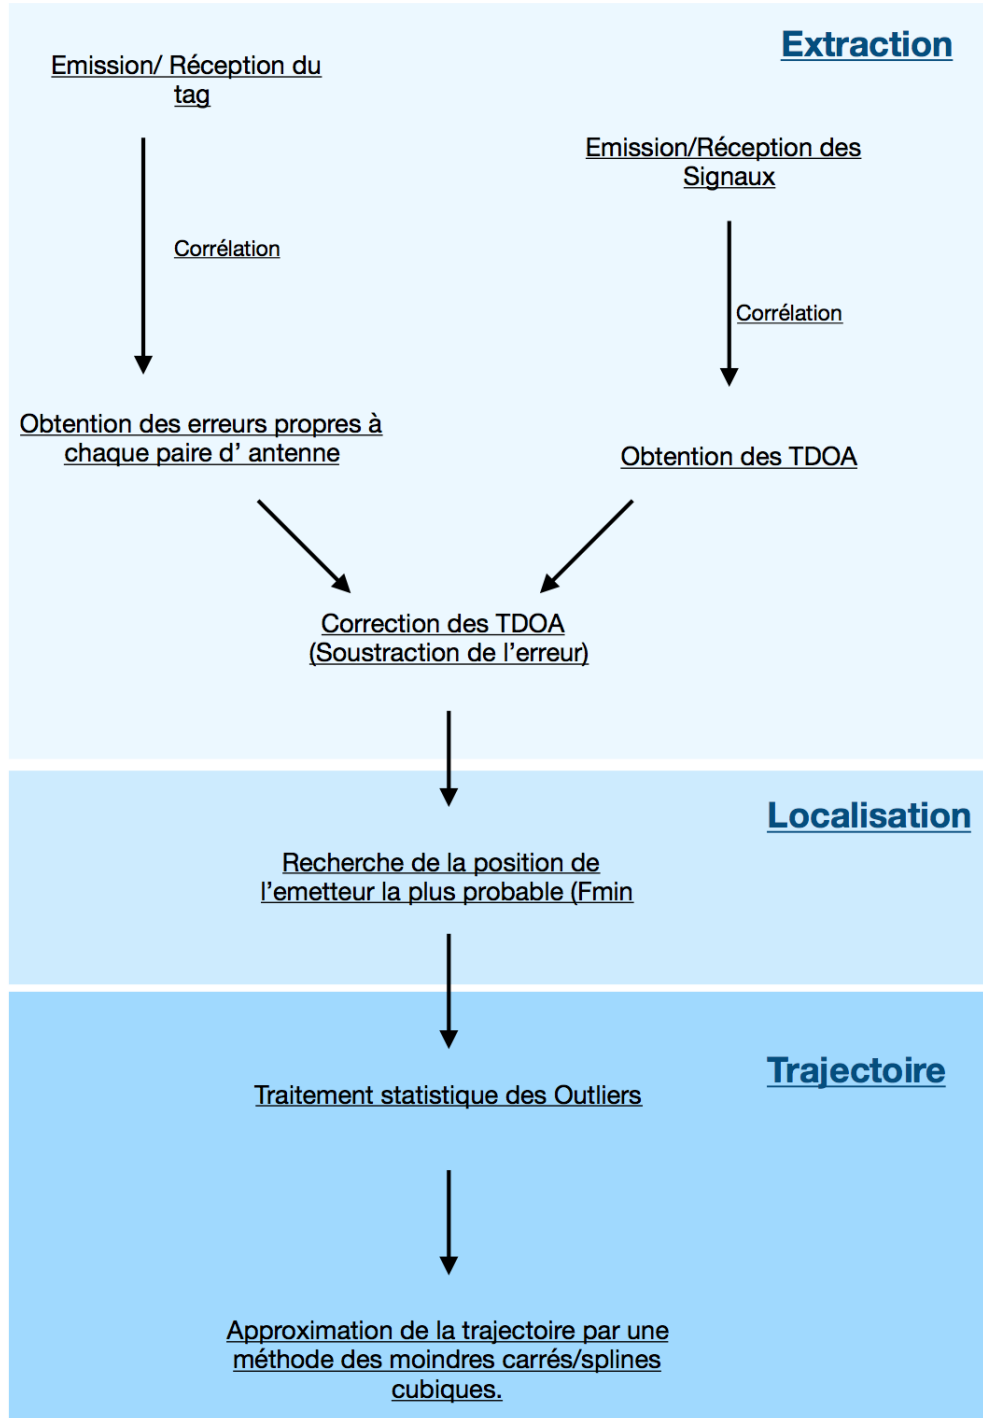 Extraction
Emission/ Réception du
tag
Emission/Réception des
Signaux
Corrélation
Corrélation
Obtention des erreurs propres à
chaque paire d’ antenne
Obtention des TDOA
Correction des TDOA
(Soustraction de l’erreur)
Localisation
Recherche de la position de
l’emetteur la plus probable (Fmin
Trajectoire
Traitement statistique des Outliers
Approximation de la trajectoire par une
méthode des moindres carrés/splines
cubiques.